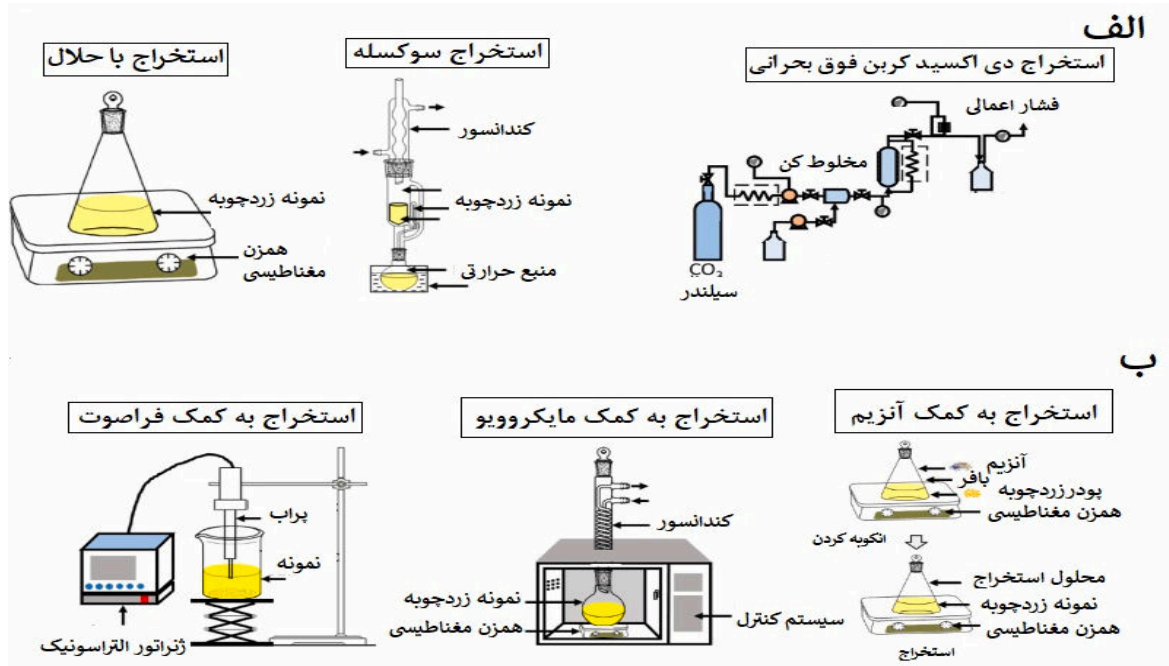 الف
استخراج دی اکسید کربن فوق بحرانی
فشار اعمالی
مخلوط کن
CO₂
سیلندر
استخراج سوکسله
کندانسور
نمونه زردچوبه
منبع حرارتی
استخراج با حلال
نمونه زردچوبه
همزن
مغناطیسی
ب
استخراج به کمک آنزیم
آنزیم
بافر
پودرزردچوبه
همزن مغناطیسی
انکوبه کردن
محلول استخراج
نمونه زردچوبه
همزن مغناطیسی
استخراج
استخراج به کمک مایکروویو
کندانسور
نمونه زردچوبه
همزن مغناطیسی
سیستم کنترل
استخراج به کمک فراصوت
پراب
نمونه
ژنراتور التراسونیک